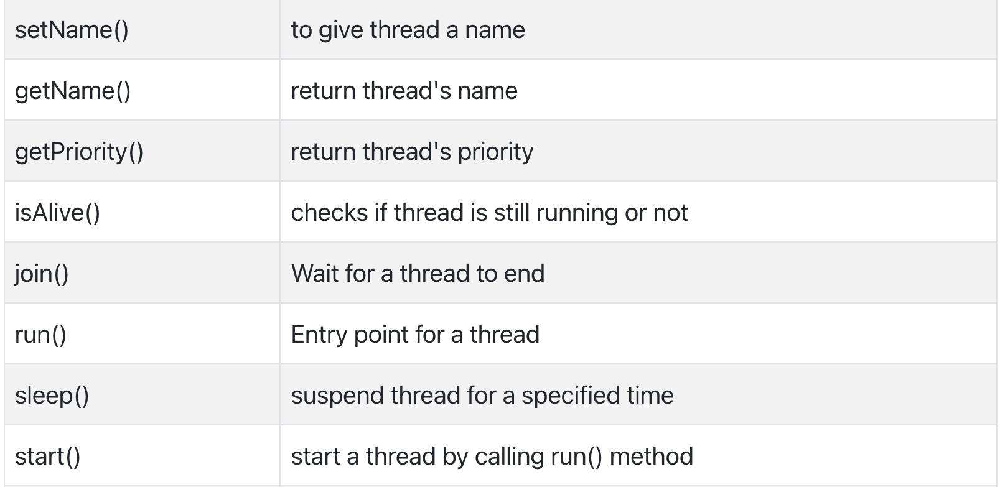 setName() to give thread a name
getName() return thread's name
getPriority() return thread's priority
isAlive() checks if thread is still running or not
join() Wait for a thread to end
run() Entry point for a thread
sleep() suspend thread for a specified time
start() start a thread by calling run() method